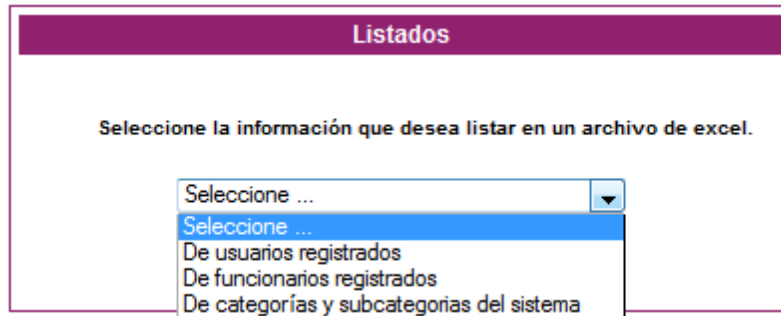 Listados
Seleccione la información que desea listar en un archivo de excel.
Seleccione ...
Seleccione ...
De usuarios registrados
De funcionarios registrados
De categorías y subcategorias del sistema